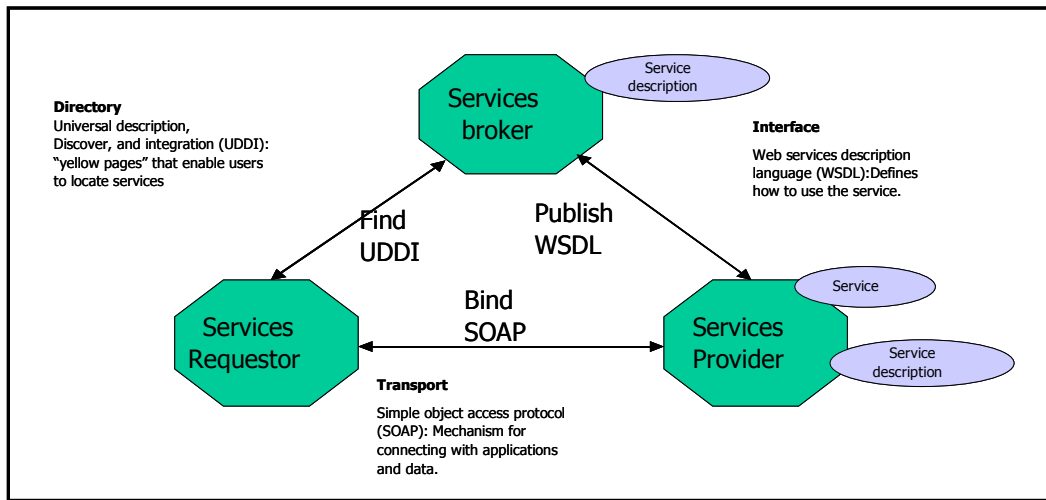 Service
description
Services
broker
Directory
Universal description,
Discover, and integration (UDDI):
“yellow pages” that enable users
to locate services
Interface
Web services description
language (WSDL):Defines
how to use the service.
Find
UDDI
Publish
WSDL
Services
Requestor
Bind
SOAP
Service
Services
Provider
Service
description
Transport
Simple object access protocol
(SOAP): Mechanism for
connecting with applications
and data.